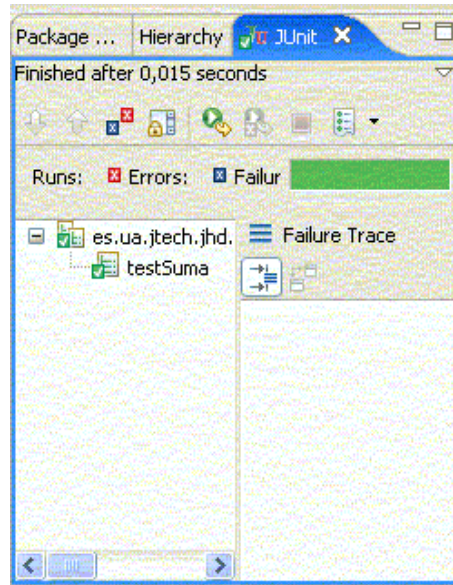 Package ... Hierarchy JUnit
Finished after 0,015 seconds
Runs: Errors: Failur
es.ua.jtech.jhd. Failure Trace
testSuma